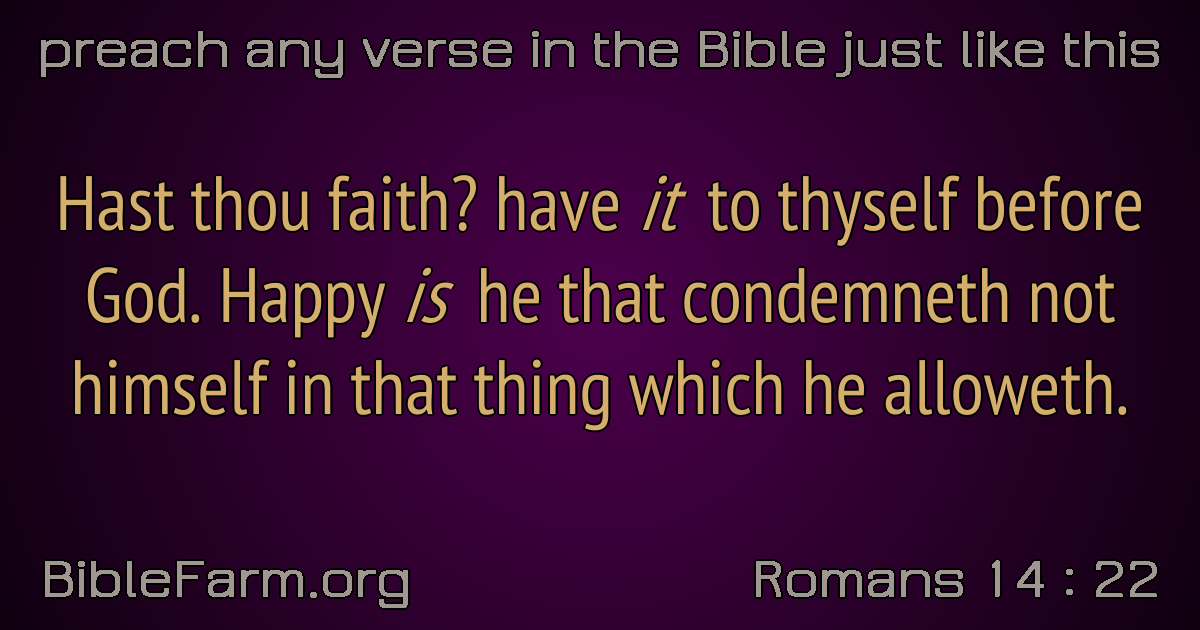 preach any verse in the Bible just like this
Hast thou faith? have it to thyself before
God. Happy is he that condemneth not
himself in that thing which he alloweth.
BibleFarm.org
Romans 14 : 22